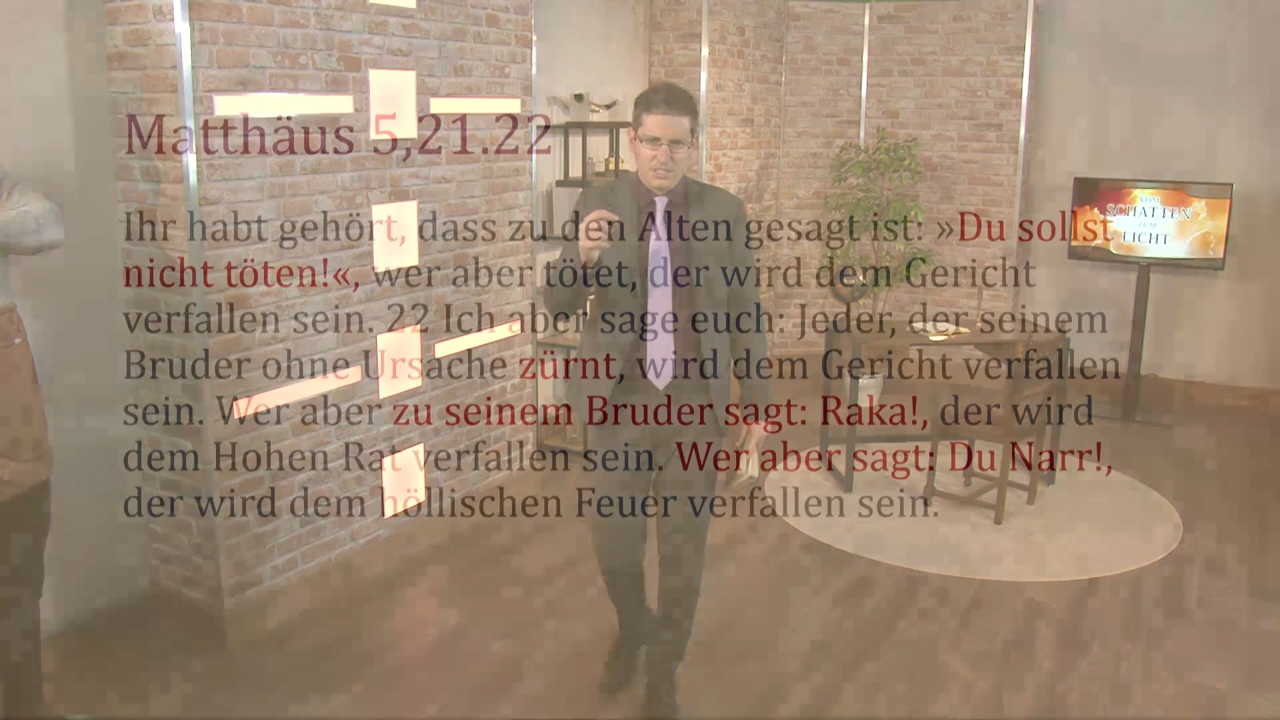 Matthäus 5,21.22
Ihr habt gehört, dass zu den Alten gesagt ist: »Du sollst
nicht töten!«, wer aber tötet, der wird dem Gericht
verfallen sein. 22 Ich aber sage euch: Jeder, der seinem
Bruder ohne Ursache zürnt, wird dem Gericht verfallen
sein. Wer aber zu seinem Bruder sagt: Raka!, der wird
dem Hohen Rat verfallen sein. Wer aber sagt: Du Narr!,
der wird dem höllischen Feuer verfallen sein.
VOM
SCHATTEN
ZUM
LICHT